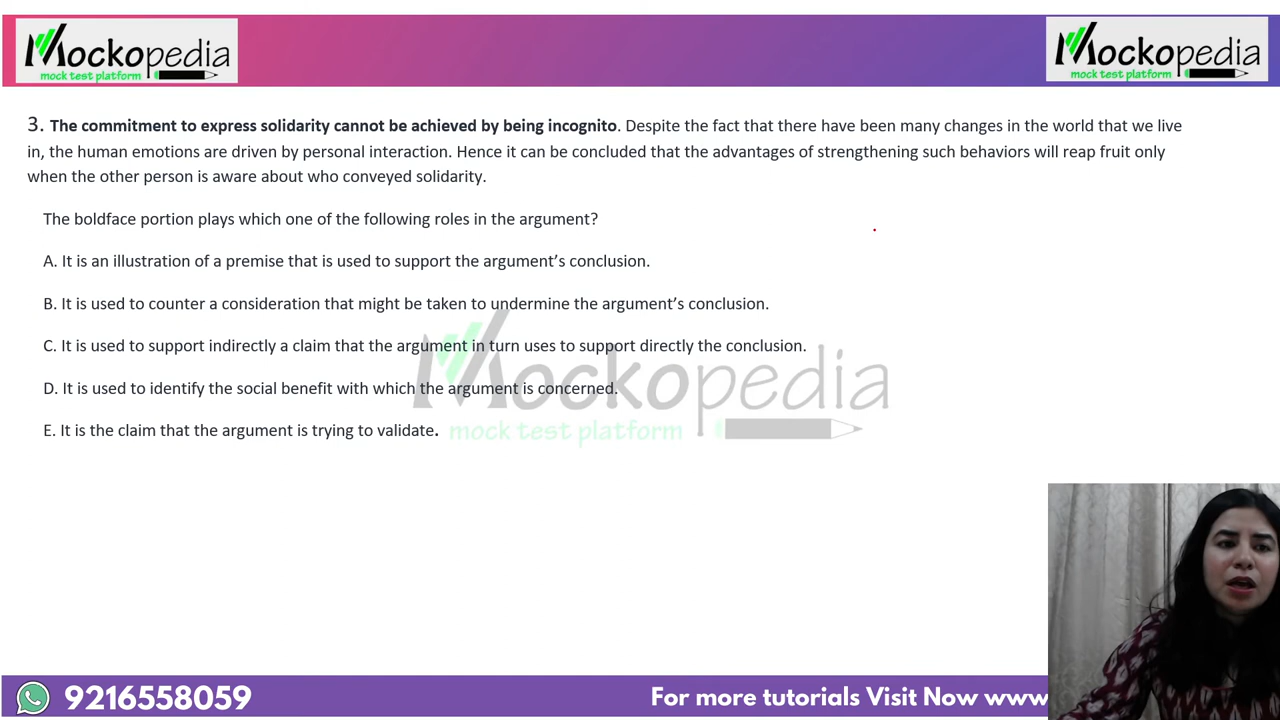 Mockopedia
mock test platform
Mockopedia
mock test platform
3. The commitment to express solidarity cannot be achieved by being incognito. Despite the fact that there have been many changes in the world that we live
in, the human emotions are driven by personal interaction. Hence it can be concluded that the advantages of strengthening such behaviors will reap fruit only
when the other person is aware about who conveyed solidarity.
The boldface portion plays which one of the following roles in the argument?
A. It is an illustration of a premise that is used to support the argument’s conclusion.
B. It is used to counter a consideration that might be taken to undermine the argument’s conclusion.
C. It is used to support indirectly a claim that the argument in turn uses to support directly the conclusion.
D. It is used to identify the social benefit with which the argument is concerned.
E. It is the claim that the argument is trying to validate.
Mockopedia
mock test platform
9216558059
For more tutorials Visit Now www